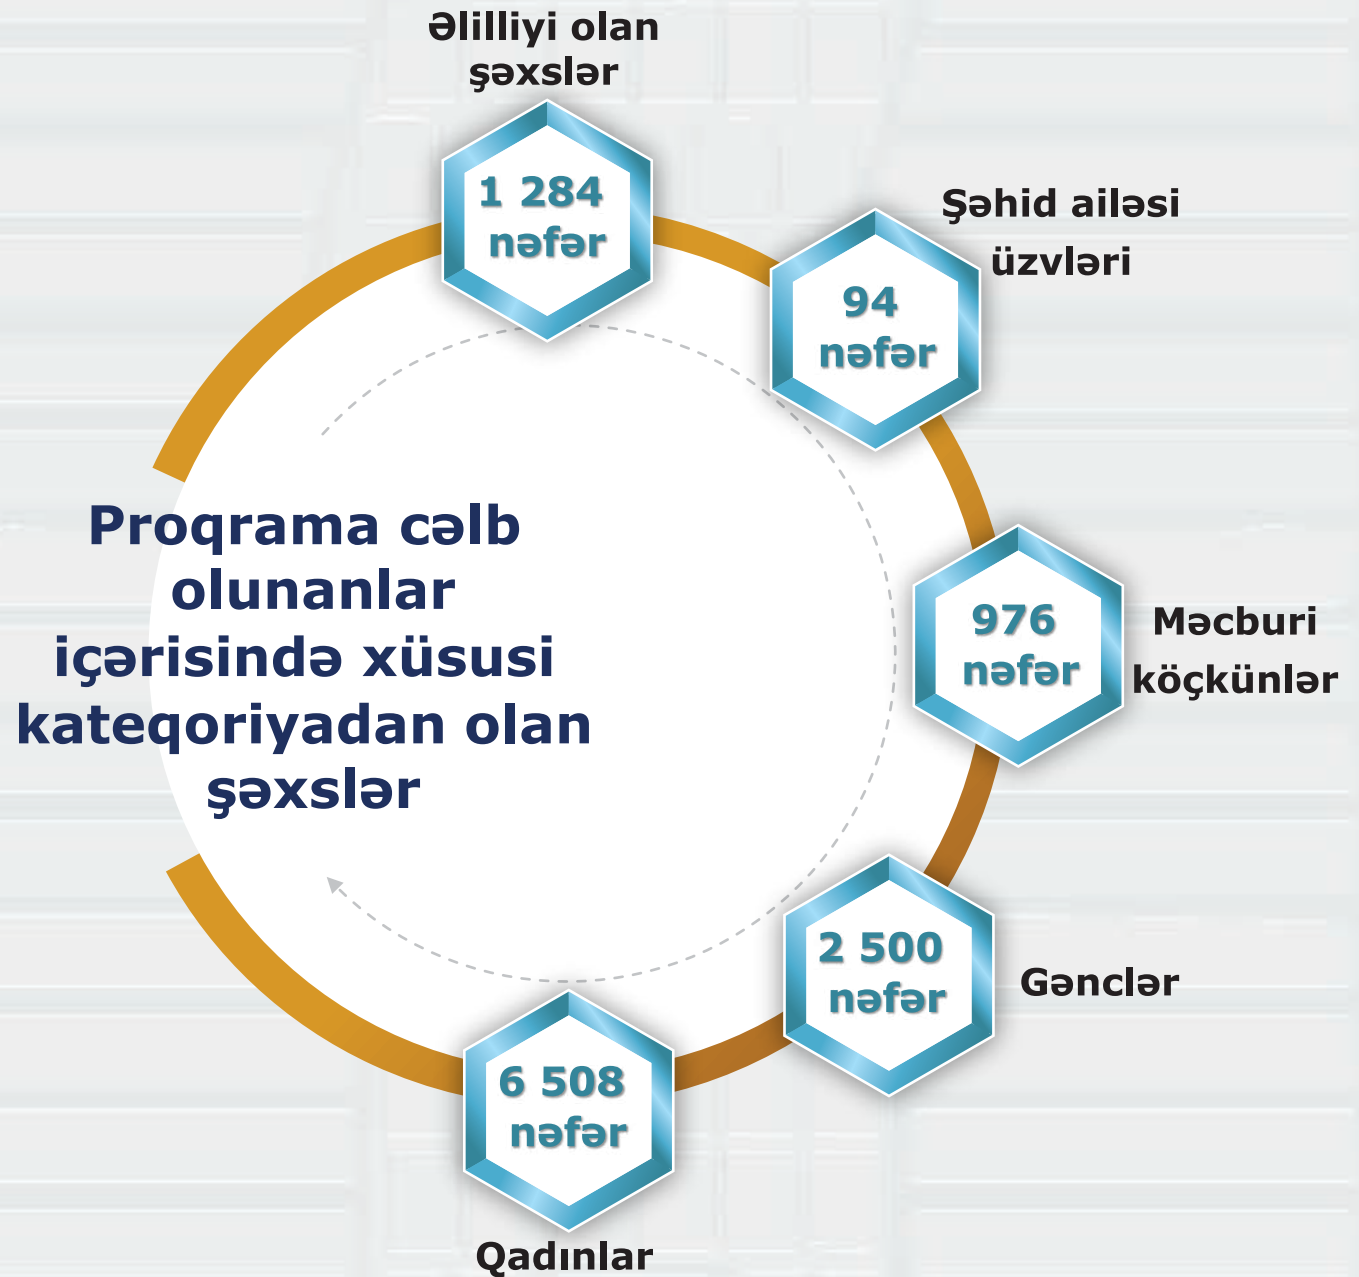 Əlilliyi olan
şəxslər
1 284
nəfər
Şəhid ailəsi
üzvləri
94
nəfər
Proqrama cəlb
olunanlar
içərisində xüsusi
kateqoriyadan olan
şəxslər
976
nəfər
Məcburi
köçkünlər
2 500
nəfər
Gənclər
6 508
nəfər
Qadınlar